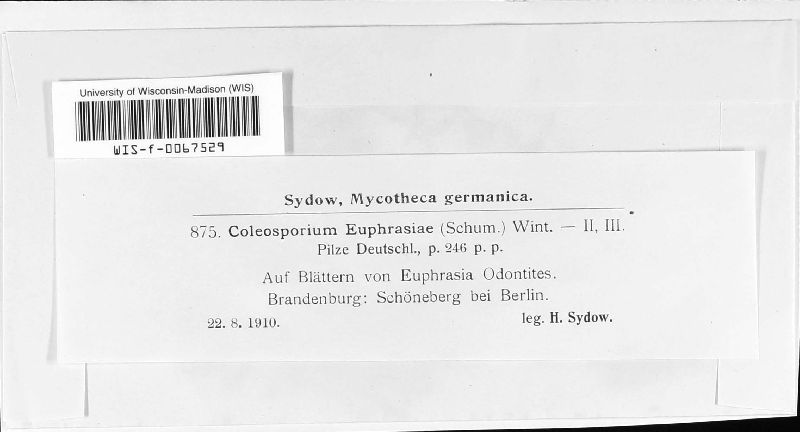 University of Wisconsin-Madison (WIS)
WIS-f-0067529
Sydow, Mycotheca germanica.
875. Coleosporium Euphrasiae (Schum.) Wint. — II, III.
Pilze Deutschl., p. 246 p. p.
Auf Blättern von Euphrasia Odontites.
Brandenburg: Schöneberg bei Berlin.
22. 8. 1910. leg. H. Sydow.